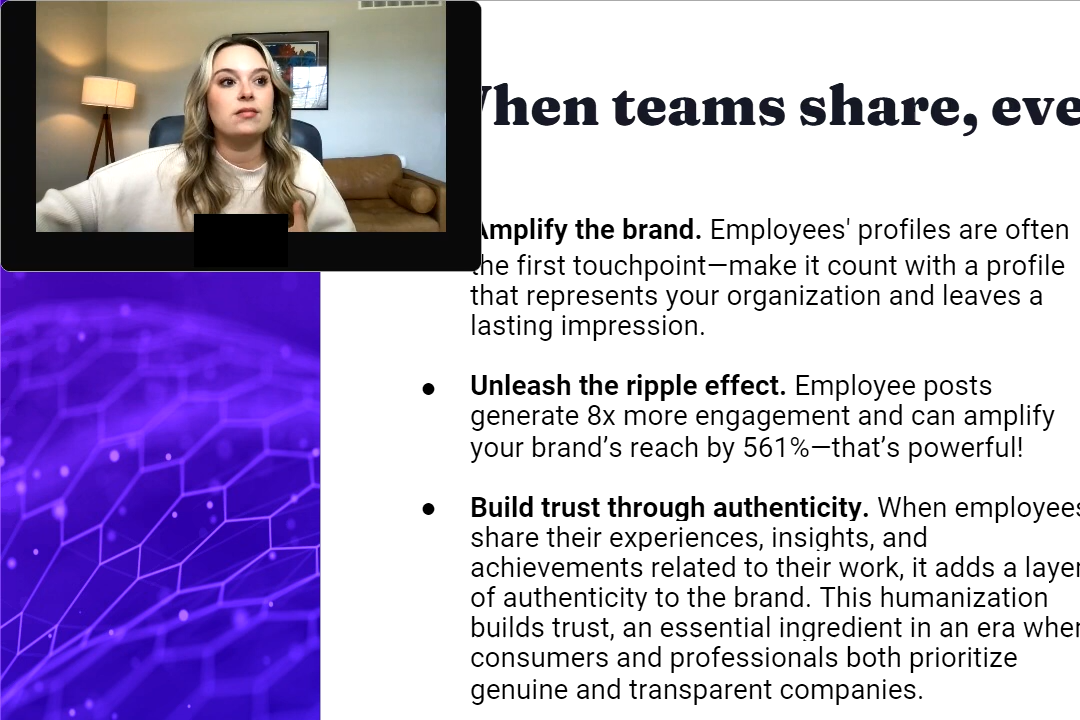 When teams share, eve
Amplify the brand. Employees' profiles are often
the first touchpoint—make it count with a profile
that represents your organization and leaves a
lasting impression.
● Unleash the ripple effect. Employee posts
generate 8x more engagement and can amplify
your brand’s reach by 561%—that’s powerful!
● Build trust through authenticity. When employees
share their experiences, insights, and
achievements related to their work, it adds a layer
of authenticity to the brand. This humanization
builds trust, an essential ingredient in an era when
consumers and professionals both prioritize
genuine and transparent companies.